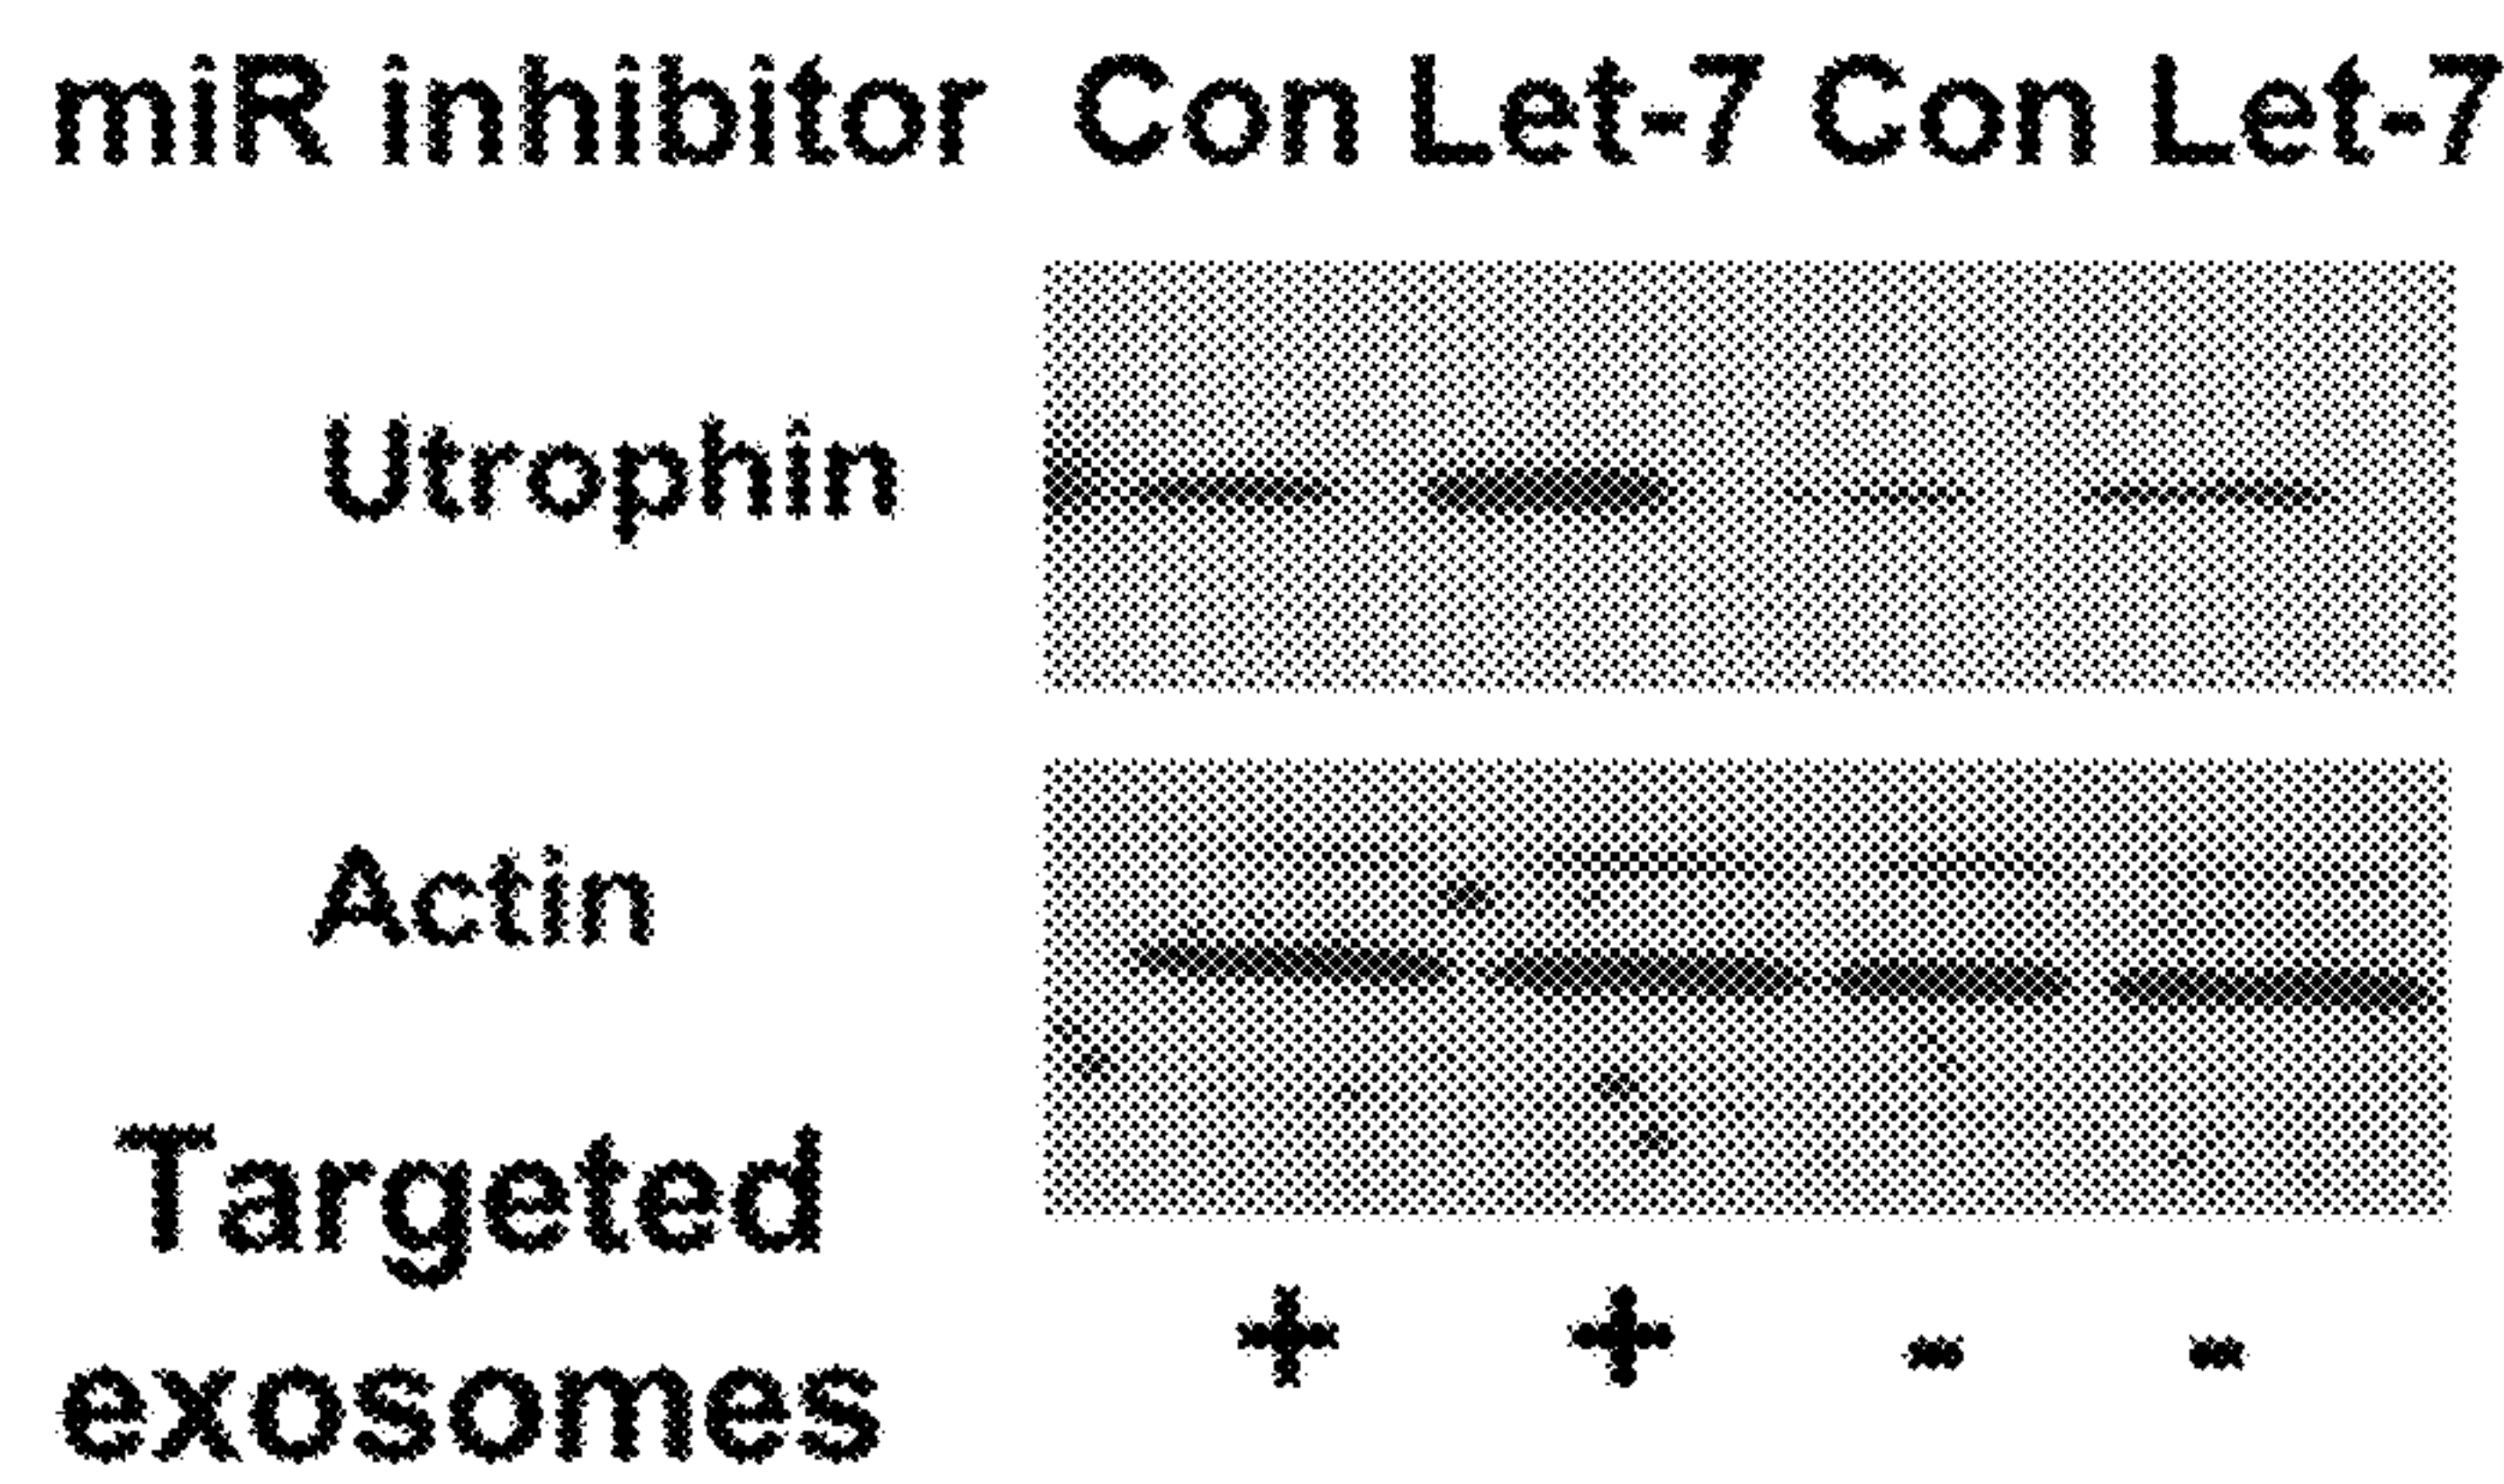 miR inhibitor Con Let-7 Con Let-7
Utrophin
Actin
Targeted
exosomes
+ + - -